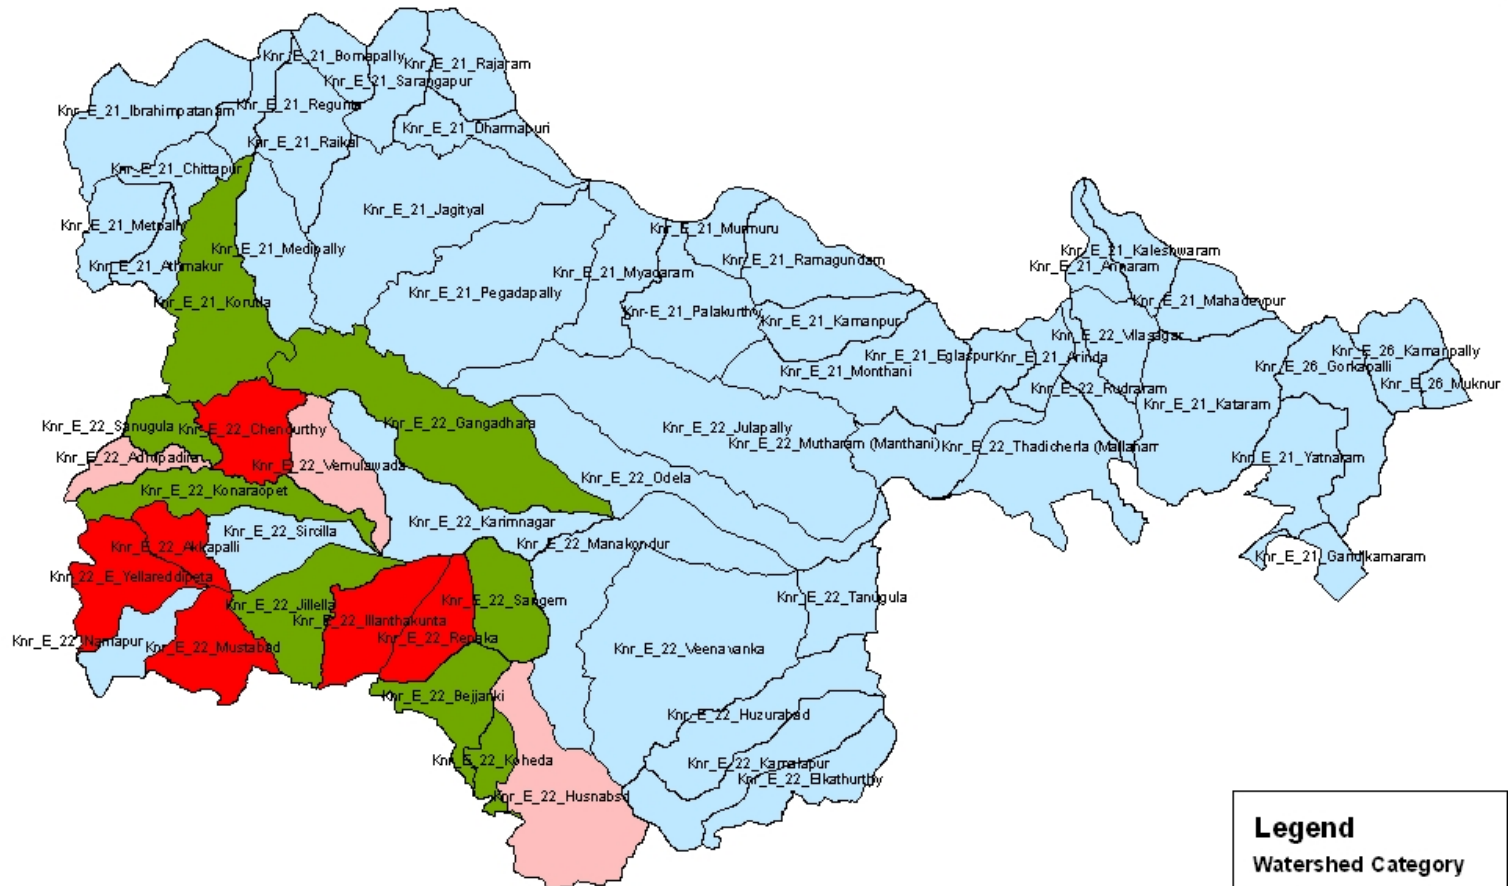 Knr_E_21_Bornapally
Knr_E_21_Rajaram
Knr_E_21_Sarangapur
Knr_E_21_Ibrahimpatanam
Knr_E_21_Regunta
Knr_E_21_Dharmapuri
Knr_E_21_Raikal
Knr_E_21_Chittapur
Knr_E_21_Jagityal
Knr_E_21_Metpally
Knr_E_21_Murmuru
Knr_E_21_Medipally
Knr_E_21_Kaleshwaram
Knr_E_21_Ramagundam
Knr_E_21_Athmakur
Knr_E_21_Annaram
Knr_E_21_Myadaram
Knr_E_21_Pegadapally
Knr_E_21_Korutla
Knr_E_21_Mahadevpur
Knr-E_21_Palakurthy
Knr_E_21_Kamanpur
Knr_E_22_Vilasagar
Knr_E_21_Eglaspur
Knr_E_21_Arinda
Knr_E_26_Kamanpally
Knr_E_26_Gorkapalli
Knr_E_21_Monthani
Knr_E_26_Muknur
Knr_E_22_Rudraram
Knr_E_21_Kataram
Knr_E_22_Gangadhara
Knr_E_22_Sanugula
Knr_E_22_Chendurthy
Knr_E_22_Julapally
Knr_E_22_Mutharam (Manthani)
Knr_E_22_Thadicherla (Mallaharr
Knr_E_21_Yatnaram
Knr_E_22_Vemulawada
Knr_E_22_Odela
Knr_E_22_Konaraopet
Knr_E_22_Karimnagar
Knr_E_22_Sircilla
Knr_E_22_Akkapalli
Knr_E_22_Manakondur
Knr_E_21_Gandikamaram
Knr_22_E_Yellareddipeta
Knr_E_22_Tanugula
Knr_E_22_Sangem
Knr_E_22_Jillella
Knr_E_22_Illanthakunta
Knr_E_22_Repaka
Knr_E_22_Namapur
Knr_E_22_Mustabad
Knr_E_22_Veenavanka
Knr_E_22_Bejjanki
Knr_E_22_Huzurabad
Knr_E_22_Koheda
Knr_E_22_Kamalapur
Knr_E_22_Elkathurthy
Knr_E_22_Husnabad
Legend
Watershed Category